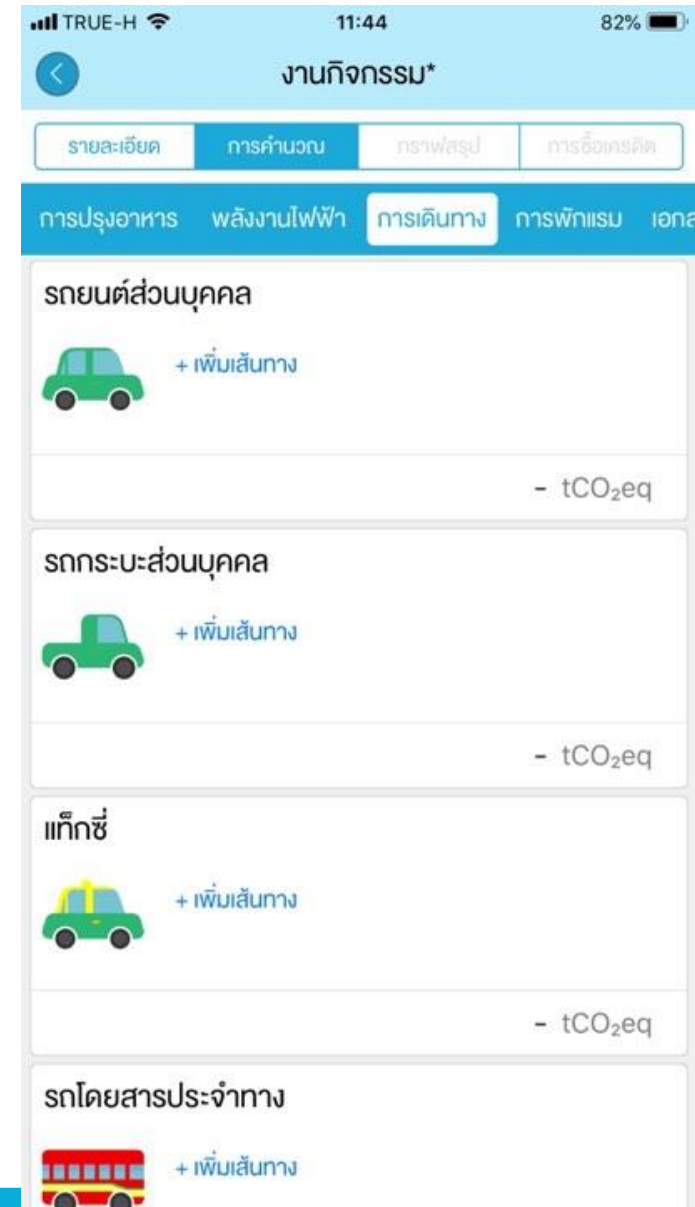 TRUE-H 11:44 82%
งานกิจกรรม*
รายละเอียด การคำนวณ กราฟสรุป การซื้อเครดิต
การปรุงอาหาร พลังงานไฟฟ้า การเดินทาง การพักแรม เอกส
รถยนต์ส่วนบุคคล
+ เพิ่มเส้นทาง
- tCO₂eq
รถกระบะส่วนบุคคล
+ เพิ่มเส้นทาง
- tCO₂eq
แท็กซี่
+ เพิ่มเส้นทาง
- tCO₂eq
รถโดยสารประจำทาง
+ เพิ่มเส้นทาง